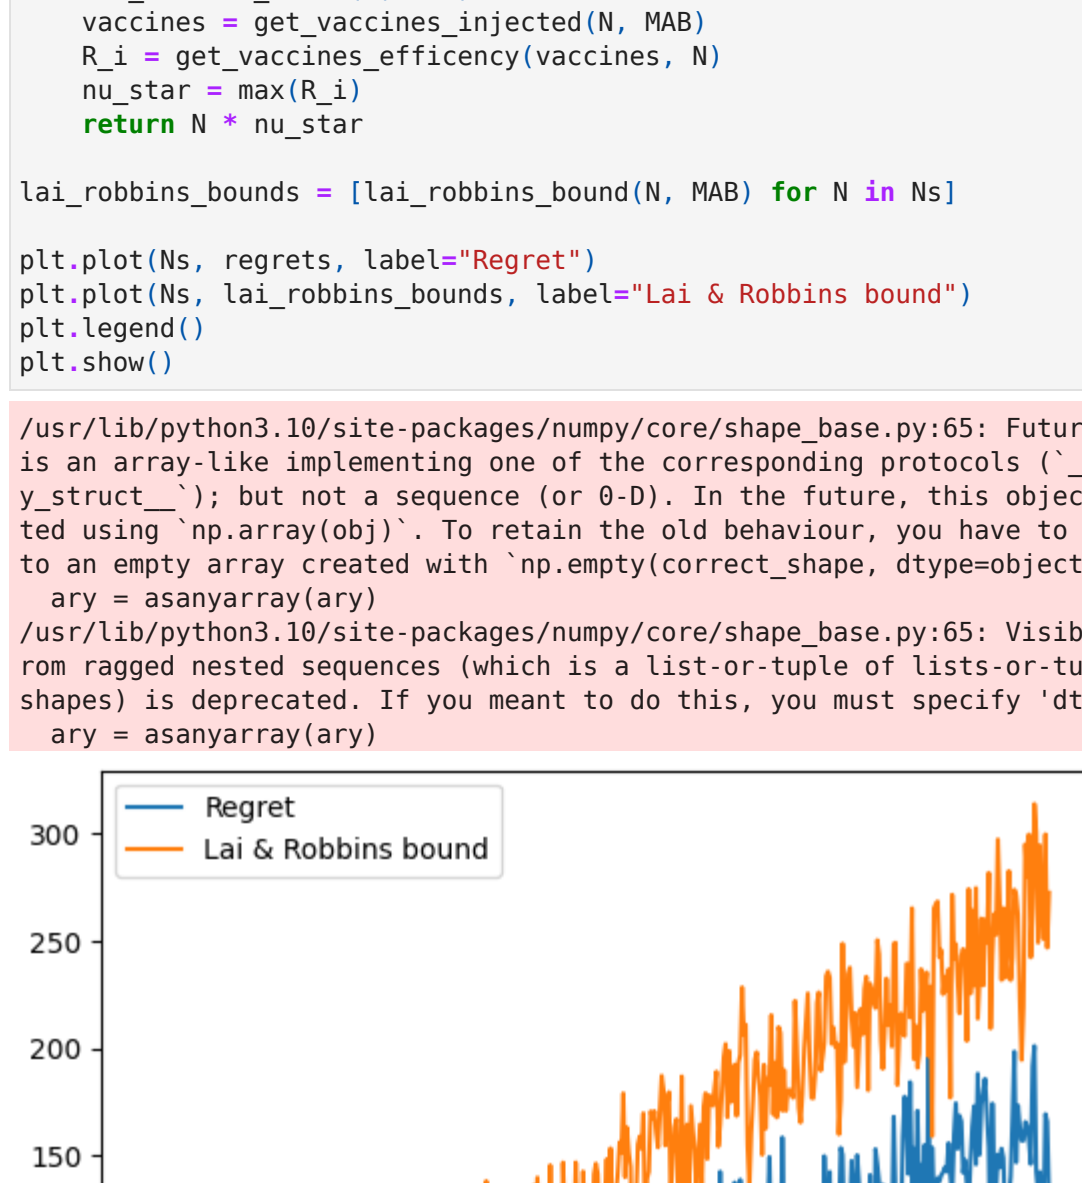 vaccines = get_vaccines_injected(N, MAB)
R_i = get_vaccines_efficency(vaccines, N)
nu_star = max(R_i)
return N * nu_star
lai_robbins_bounds = [lai_robbins_bound(N, MAB) for N in Ns]
plt.plot(Ns, regrets, label="Regret")
plt.plot(Ns, lai_robbins_bounds, label="Lai & Robbins bound")
plt.legend()
plt.show()
/usr/lib/python3.10/site-packages/numpy/core/shape_base.py:65: Futur
is an array-like implementing one of the corresponding protocols (`_
y_struct__`); but not a sequence (or 0-D). In the future, this objec
ted using `np.array(obj)`. To retain the old behaviour, you have to
to an empty array created with `np.empty(correct_shape, dtype=object
ary = asanyarray(ary)
/usr/lib/python3.10/site-packages/numpy/core/shape_base.py:65: Visib
rom ragged nested sequences (which is a list-or-tuple of lists-or-tu
shapes) is deprecated. If you meant to do this, you must specify 'dt
ary = asanyarray(ary)
Regret
Lai & Robbins bound
300
250
200
150